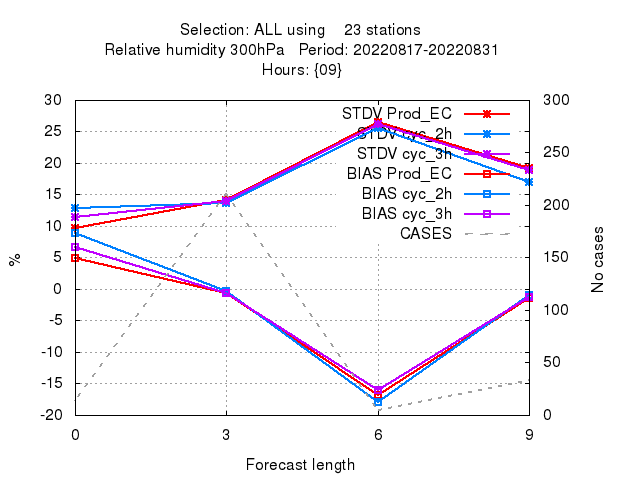 Selection: ALL using    23 stations
Relative humidity 300hPa   Period: 20220817-20220831
Hours: {09}
30
25
20
15
10
5
0
-5
-10
-15
-20
%
300
250
200
150
100
50
0
No cases
STDV Prod_EC
STDV cyc_2h
STDV cyc_3h
BIAS Prod_EC
BIAS cyc_2h
BIAS cyc_3h
CASES
0 3 6 9
Forecast length